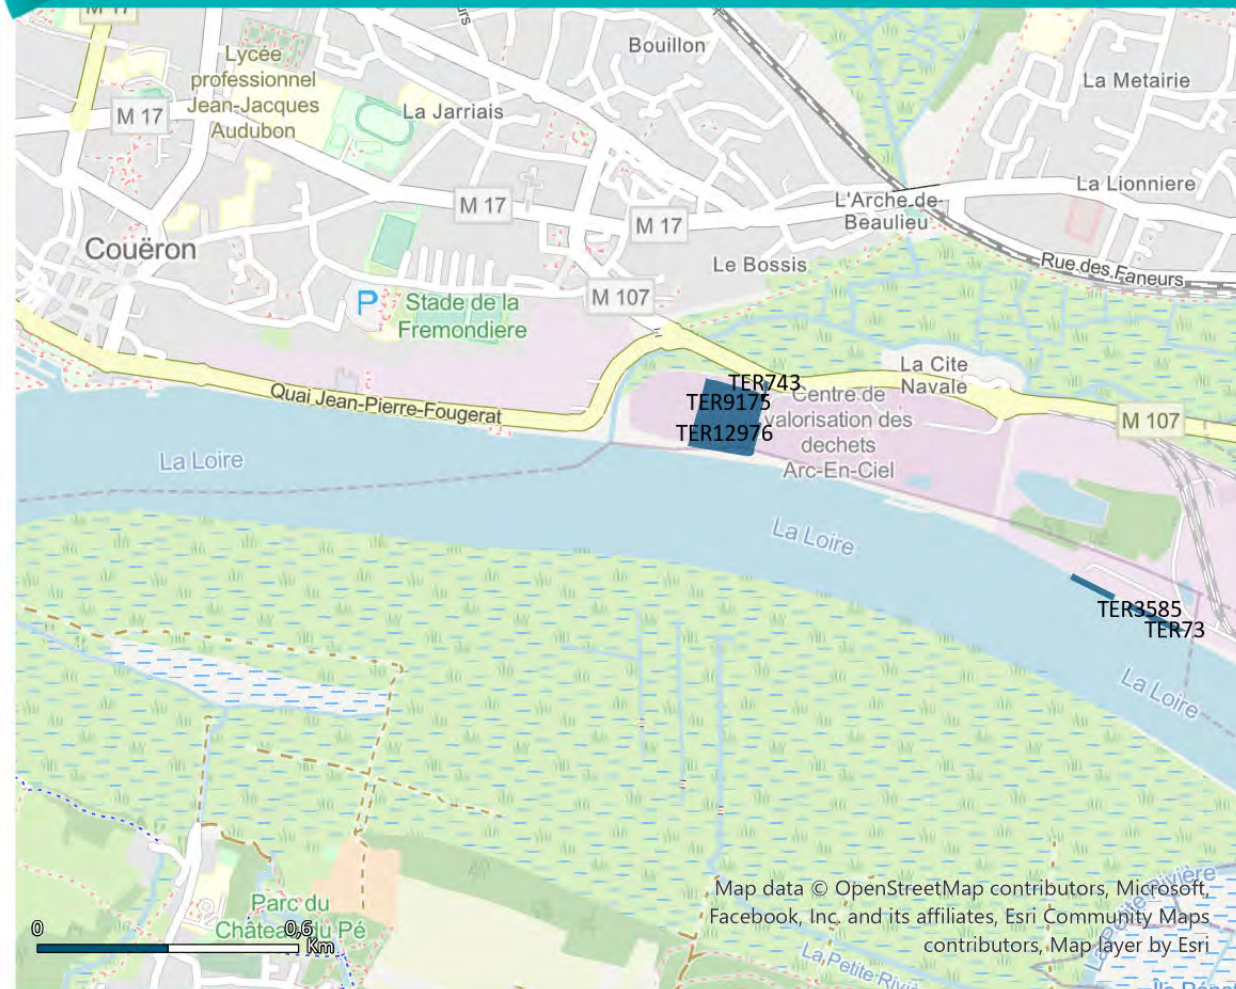 M 17
Bouillon
La Metairie
Lycée
professionnel
Jean-Jacques
Audubon
La Jarriais
M 17
La Lionniere
M 17
L'Arche-de-
Beaulieu
M 17
Couëron
Le Bossis
Rue des Faneurs
P
Stade de la
Fremondiere
M 107
La Cite
Navale
TER743
TER9175
TER12976
Centre de
valorisation des
dechets
Arc-En-Ciel
Quai Jean-Pierre-Fougerat
M 107
La Loire
La Loire
TER3585
TER73
La Loire
Parc du
Château du Pé
0
0,6
Km
Map data © OpenStreetMap contributors, Microsoft,
Facebook, Inc. and its affiliates, Esri Community Maps
contributors, Map layer by Esri